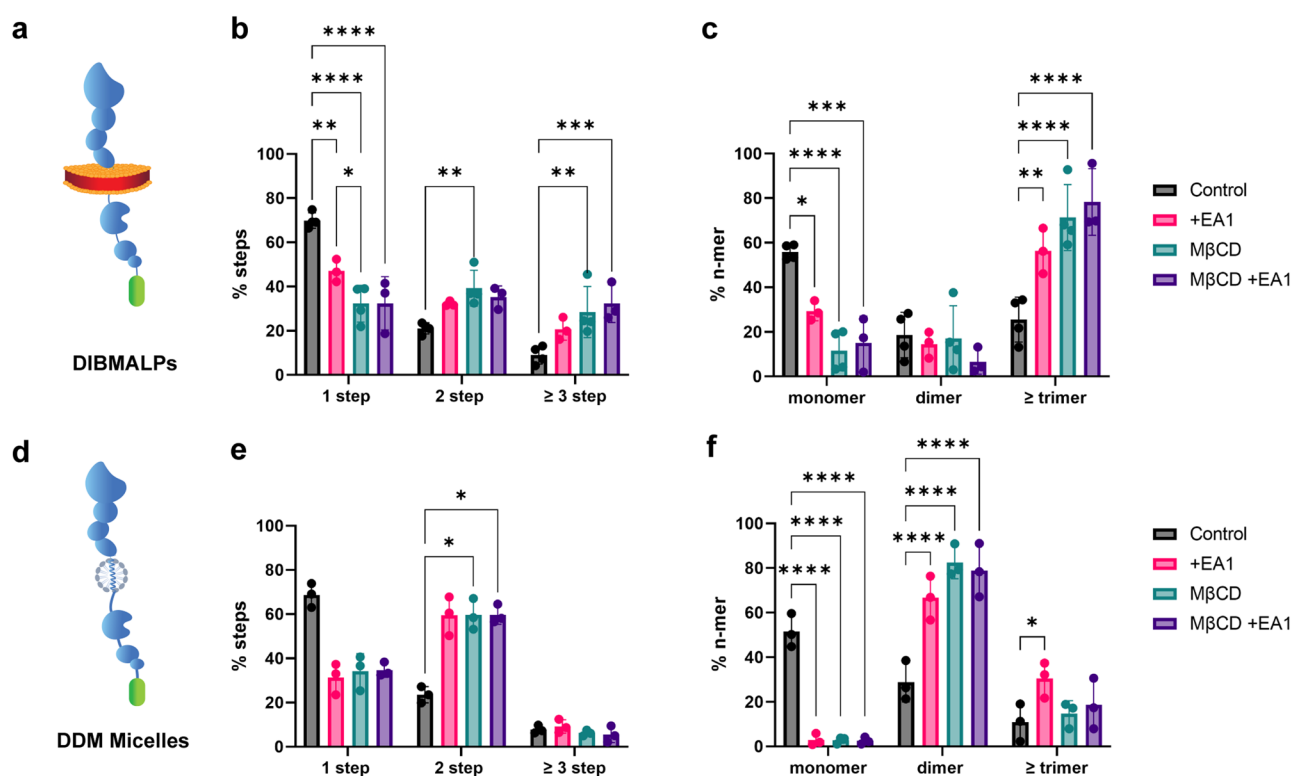 a
b
c
****
****
**
*
**
***
**
% steps
100
80
60
40
20
0
1 step
2 step
≥ 3 step
***
****
*
****
****
**
% n-mer
100
80
60
40
20
0
monomer
dimer
≥ trimer
Control
+EA1
MβCD
MβCD +EA1
DIBMALPs
d
e
f
*
*
% steps
100
80
60
40
20
0
1 step
2 step
≥ 3 step
****
****
****
****
****
****
*
% n-mer
100
80
60
40
20
0
monomer
dimer
≥ trimer
Control
+EA1
MβCD
MβCD +EA1
DDM Micelles